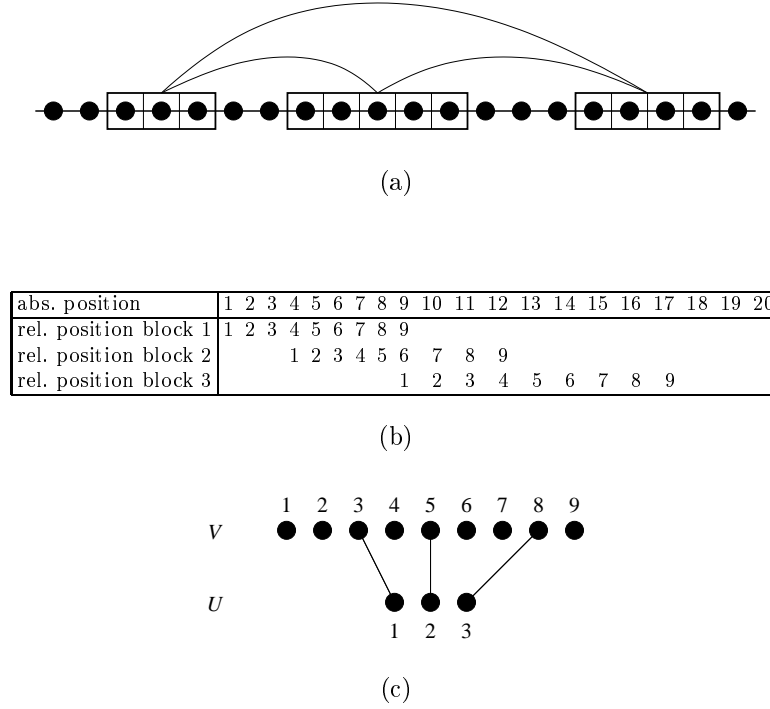 (a)
abs. position 1 2 3 4 5 6 7 8 9 10 11 12 13 14 15 16 17 18 19 20
rel. position block 1 1 2 3 4 5 6 7 8 9
rel. position block 2 1 2 3 4 5 6 7 8 9
rel. position block 3 1 2 3 4 5 6 7 8 9
(b)
1 2 3 4 5 6 7 8 9
V
U
1 2 3
(c)